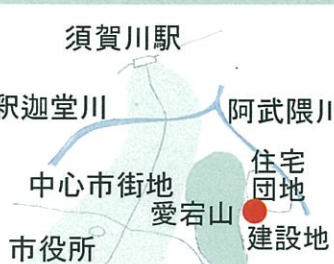 須賀川駅
釈迦堂川
阿武隈川
住宅
団地
中心市街地
愛宕山
建設地
市役所